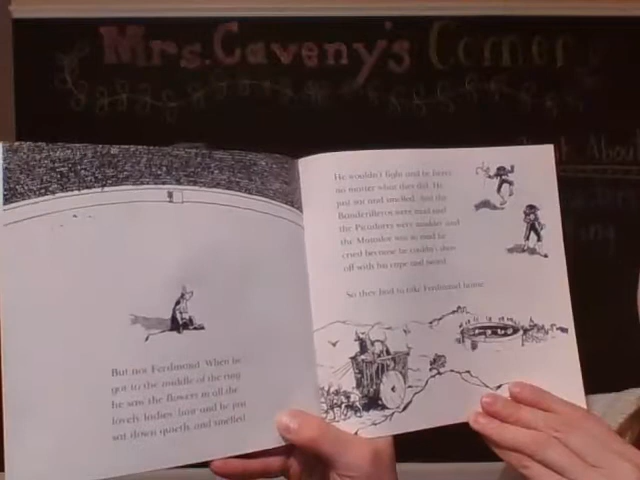 Mrs. Caveny's Corner
About
But not Ferdinand. When he
got to the middle of the ring
he saw the flowers in all the
lovely ladies' hair and he just
sat down quietly and smelled.
He wouldn't fight and be fierce
no matter what they did. He
just sat and smelled. And the
Banderilleros were mad and
the Picadores were madder and
the Matador was so mad he
cried because he couldn't show
off with his cape and sword.
So they had to take Ferdinand home.